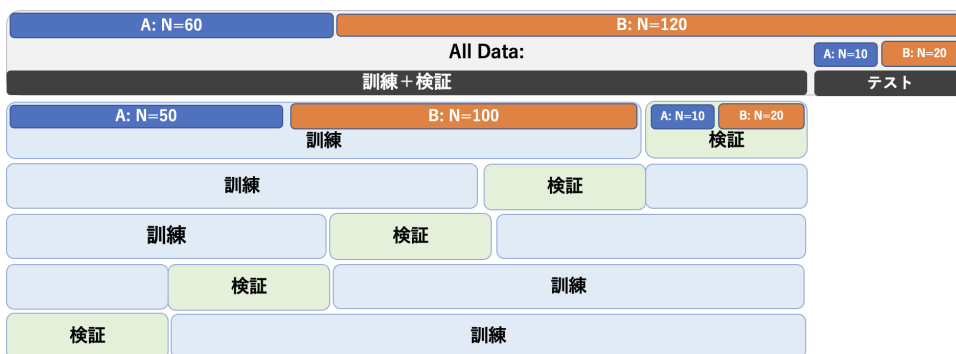 A: N=60 B: N=120
All Data:
A: N=10 B: N=20
訓練＋検証 テスト
A: N=50 B: N=100 A: N=10 B: N=20
訓練 検証
訓練 検証
訓練 検証
検証 訓練
検証 訓練